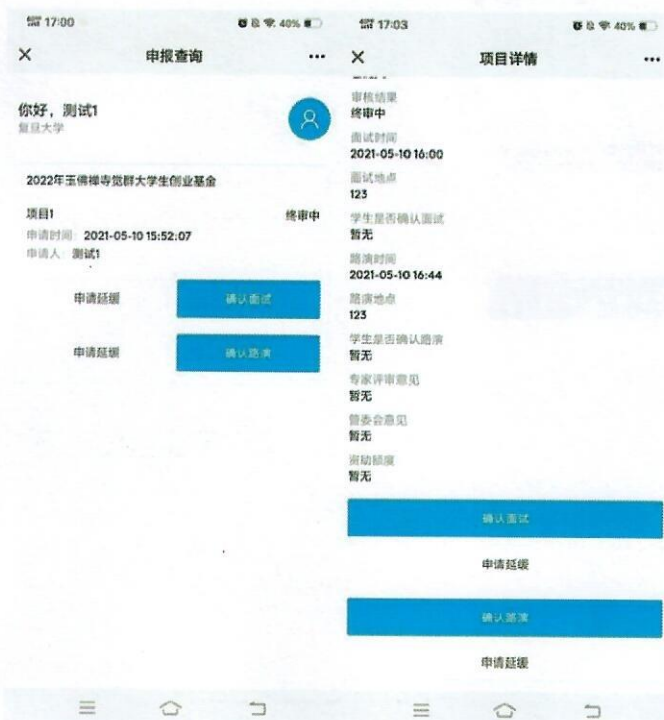 17:00
40%
申报查询
你好，测试1
复旦大学
2022年玉佛禅寺觉群大学生创业基金
项目1 终审中
申请时间：2021-05-10 15:52:07
申请人：测试1
申请延缓 确认面试
申请延缓 确认路演
17:03
40%
项目详情
审核结果
终审中
面试时间
2021-05-10 16:00
面试地点
123
学生是否确认面试
暂无
路演时间
2021-05-10 16:44
路演地点
123
学生是否确认路演
暂无
专家评审意见
暂无
管委会意见
暂无
资助额度
暂无
确认面试
申请延缓
确认路演
申请延缓